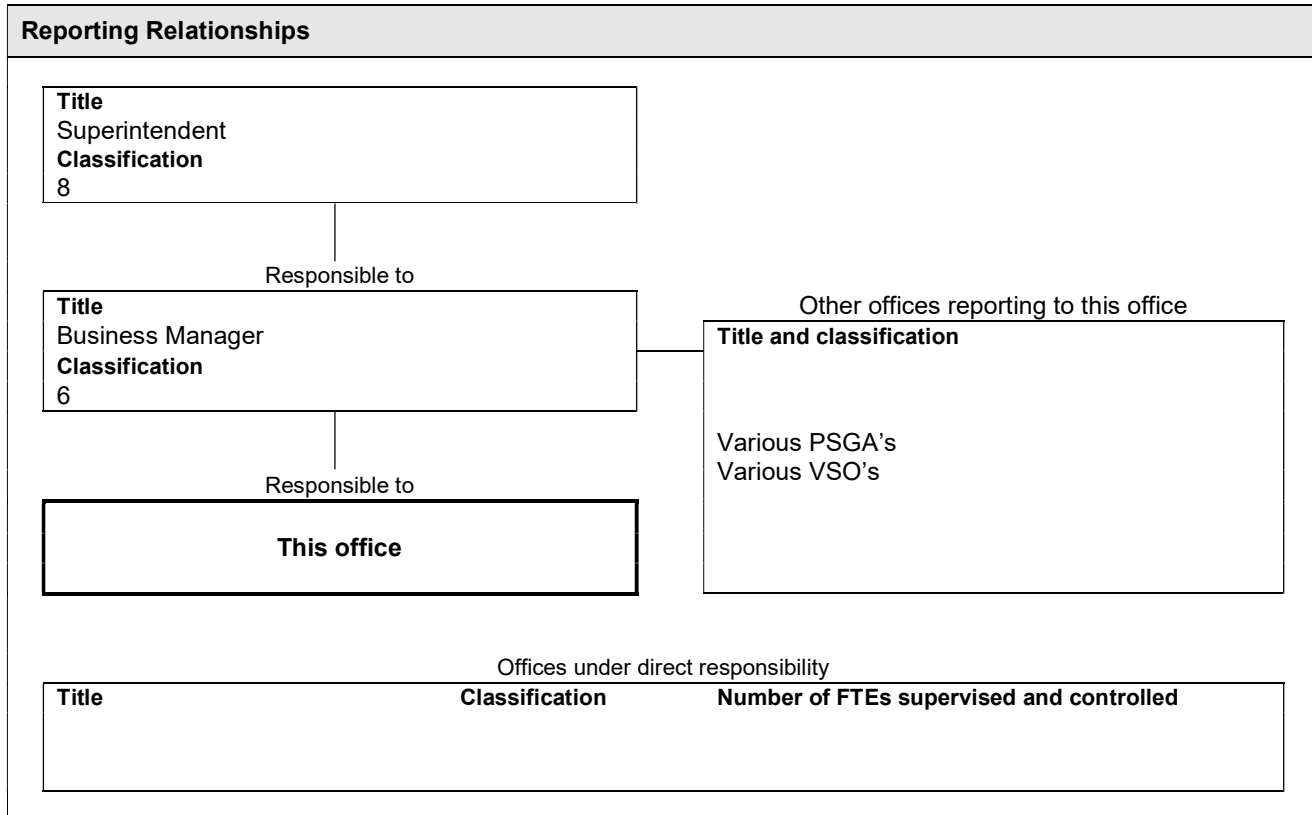 Reporting Relationships
Title
Superintendent
Classification
8
Responsible to
Title
Business Manager
Classification
6
Other offices reporting to this office
Title and classification
Various PSGA’s
Various VSO’s
Responsible to
This office
Offices under direct responsibility
Title Classification Number of FTEs supervised and controlled